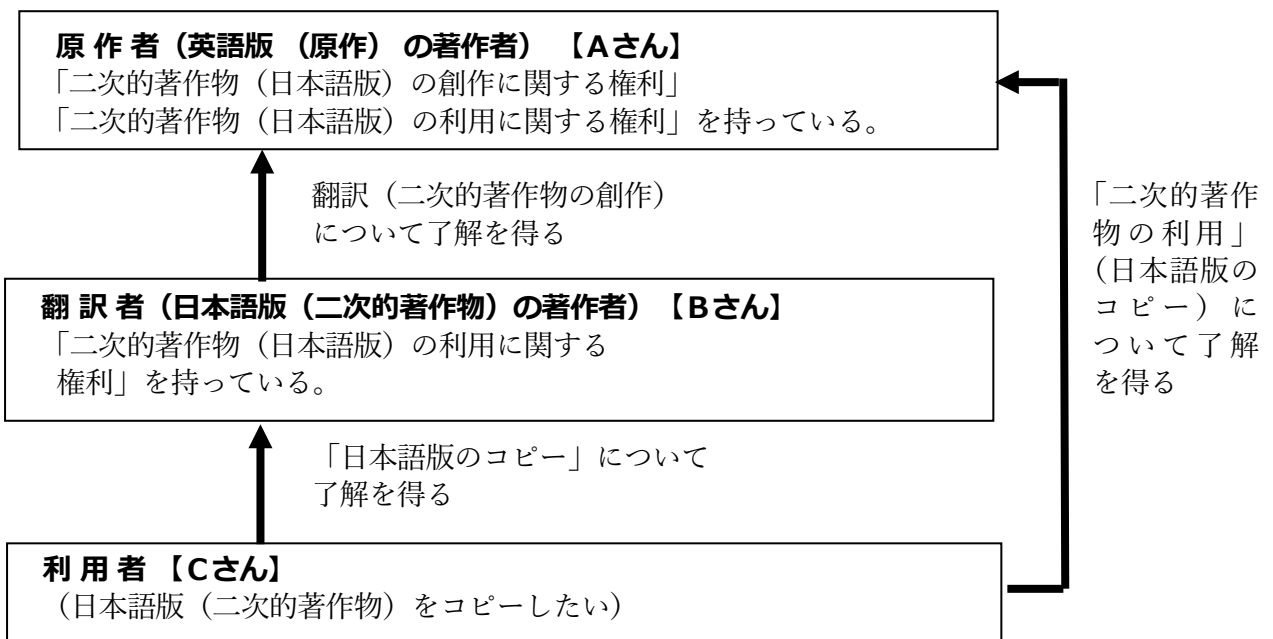 原 作 者（英語版 （原作） の著作者） 【Aさん】
「二次的著作物（日本語版）の創作に関する権利」
「二次的著作物（日本語版）の利用に関する権利」を持っている。
翻訳（二次的著作物の創作）
について了解を得る
「二次的著作
物の利用」
（日本語版の
コピー）に
ついて了解
を得る
翻 訳 者（日本語版（二次的著作物）の著作者）【Bさん】
「二次的著作物（日本語版）の利用に関する
権利」を持っている。
「日本語版のコピー」について
了解を得る
利 用 者 【Cさん】
（日本語版（二次的著作物）をコピーしたい）